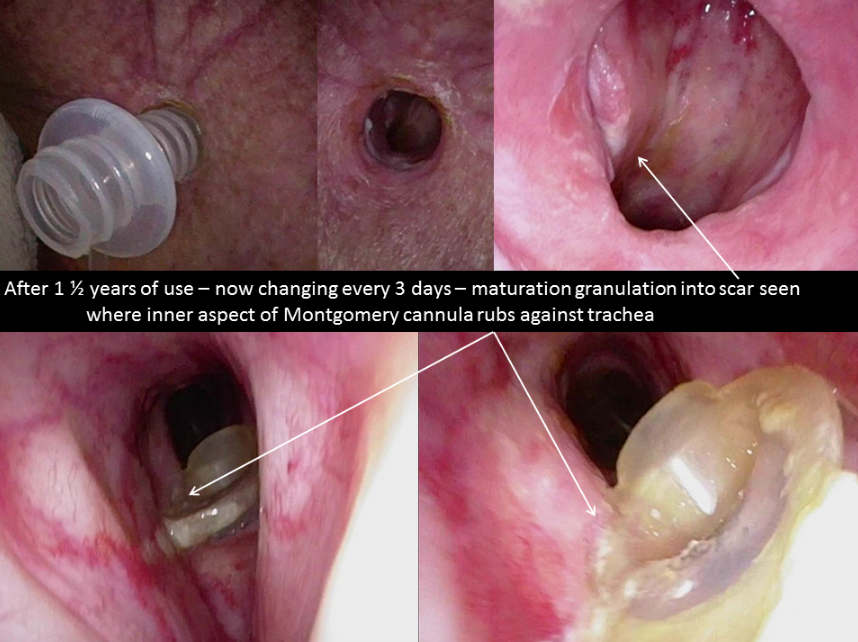 After 1 ½ years of use – now changing every 3 days – maturation granulation into scar seen
where inner aspect of Montgomery cannula rubs against trachea